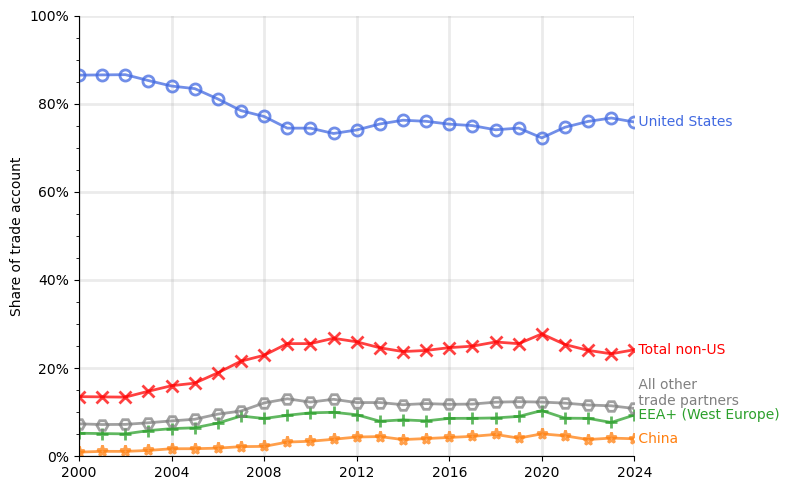 100%
80%
60%
40%
20%
0%
Share of trade account
2000
2004
2008
2012
2016
2020
2024
United States
Total non-US
All other
trade partners
EEA+ (West Europe)
China